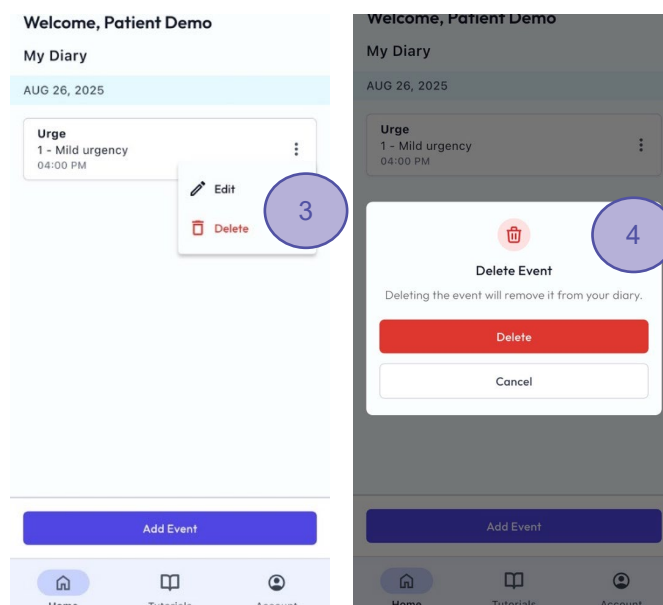 Welcome, Patient Demo
My Diary
AUG 26, 2025
Urge
1 - Mild urgency
04:00 PM
Edit
Delete
3
Add Event
Home
Tutorials
Account
Welcome, Patient Demo
My Diary
AUG 26, 2025
Urge
1 - Mild urgency
04:00 PM
4
Delete Event
Deleting the event will remove it from your diary.
Delete
Cancel
Add Event
Home
Tutorials
Account